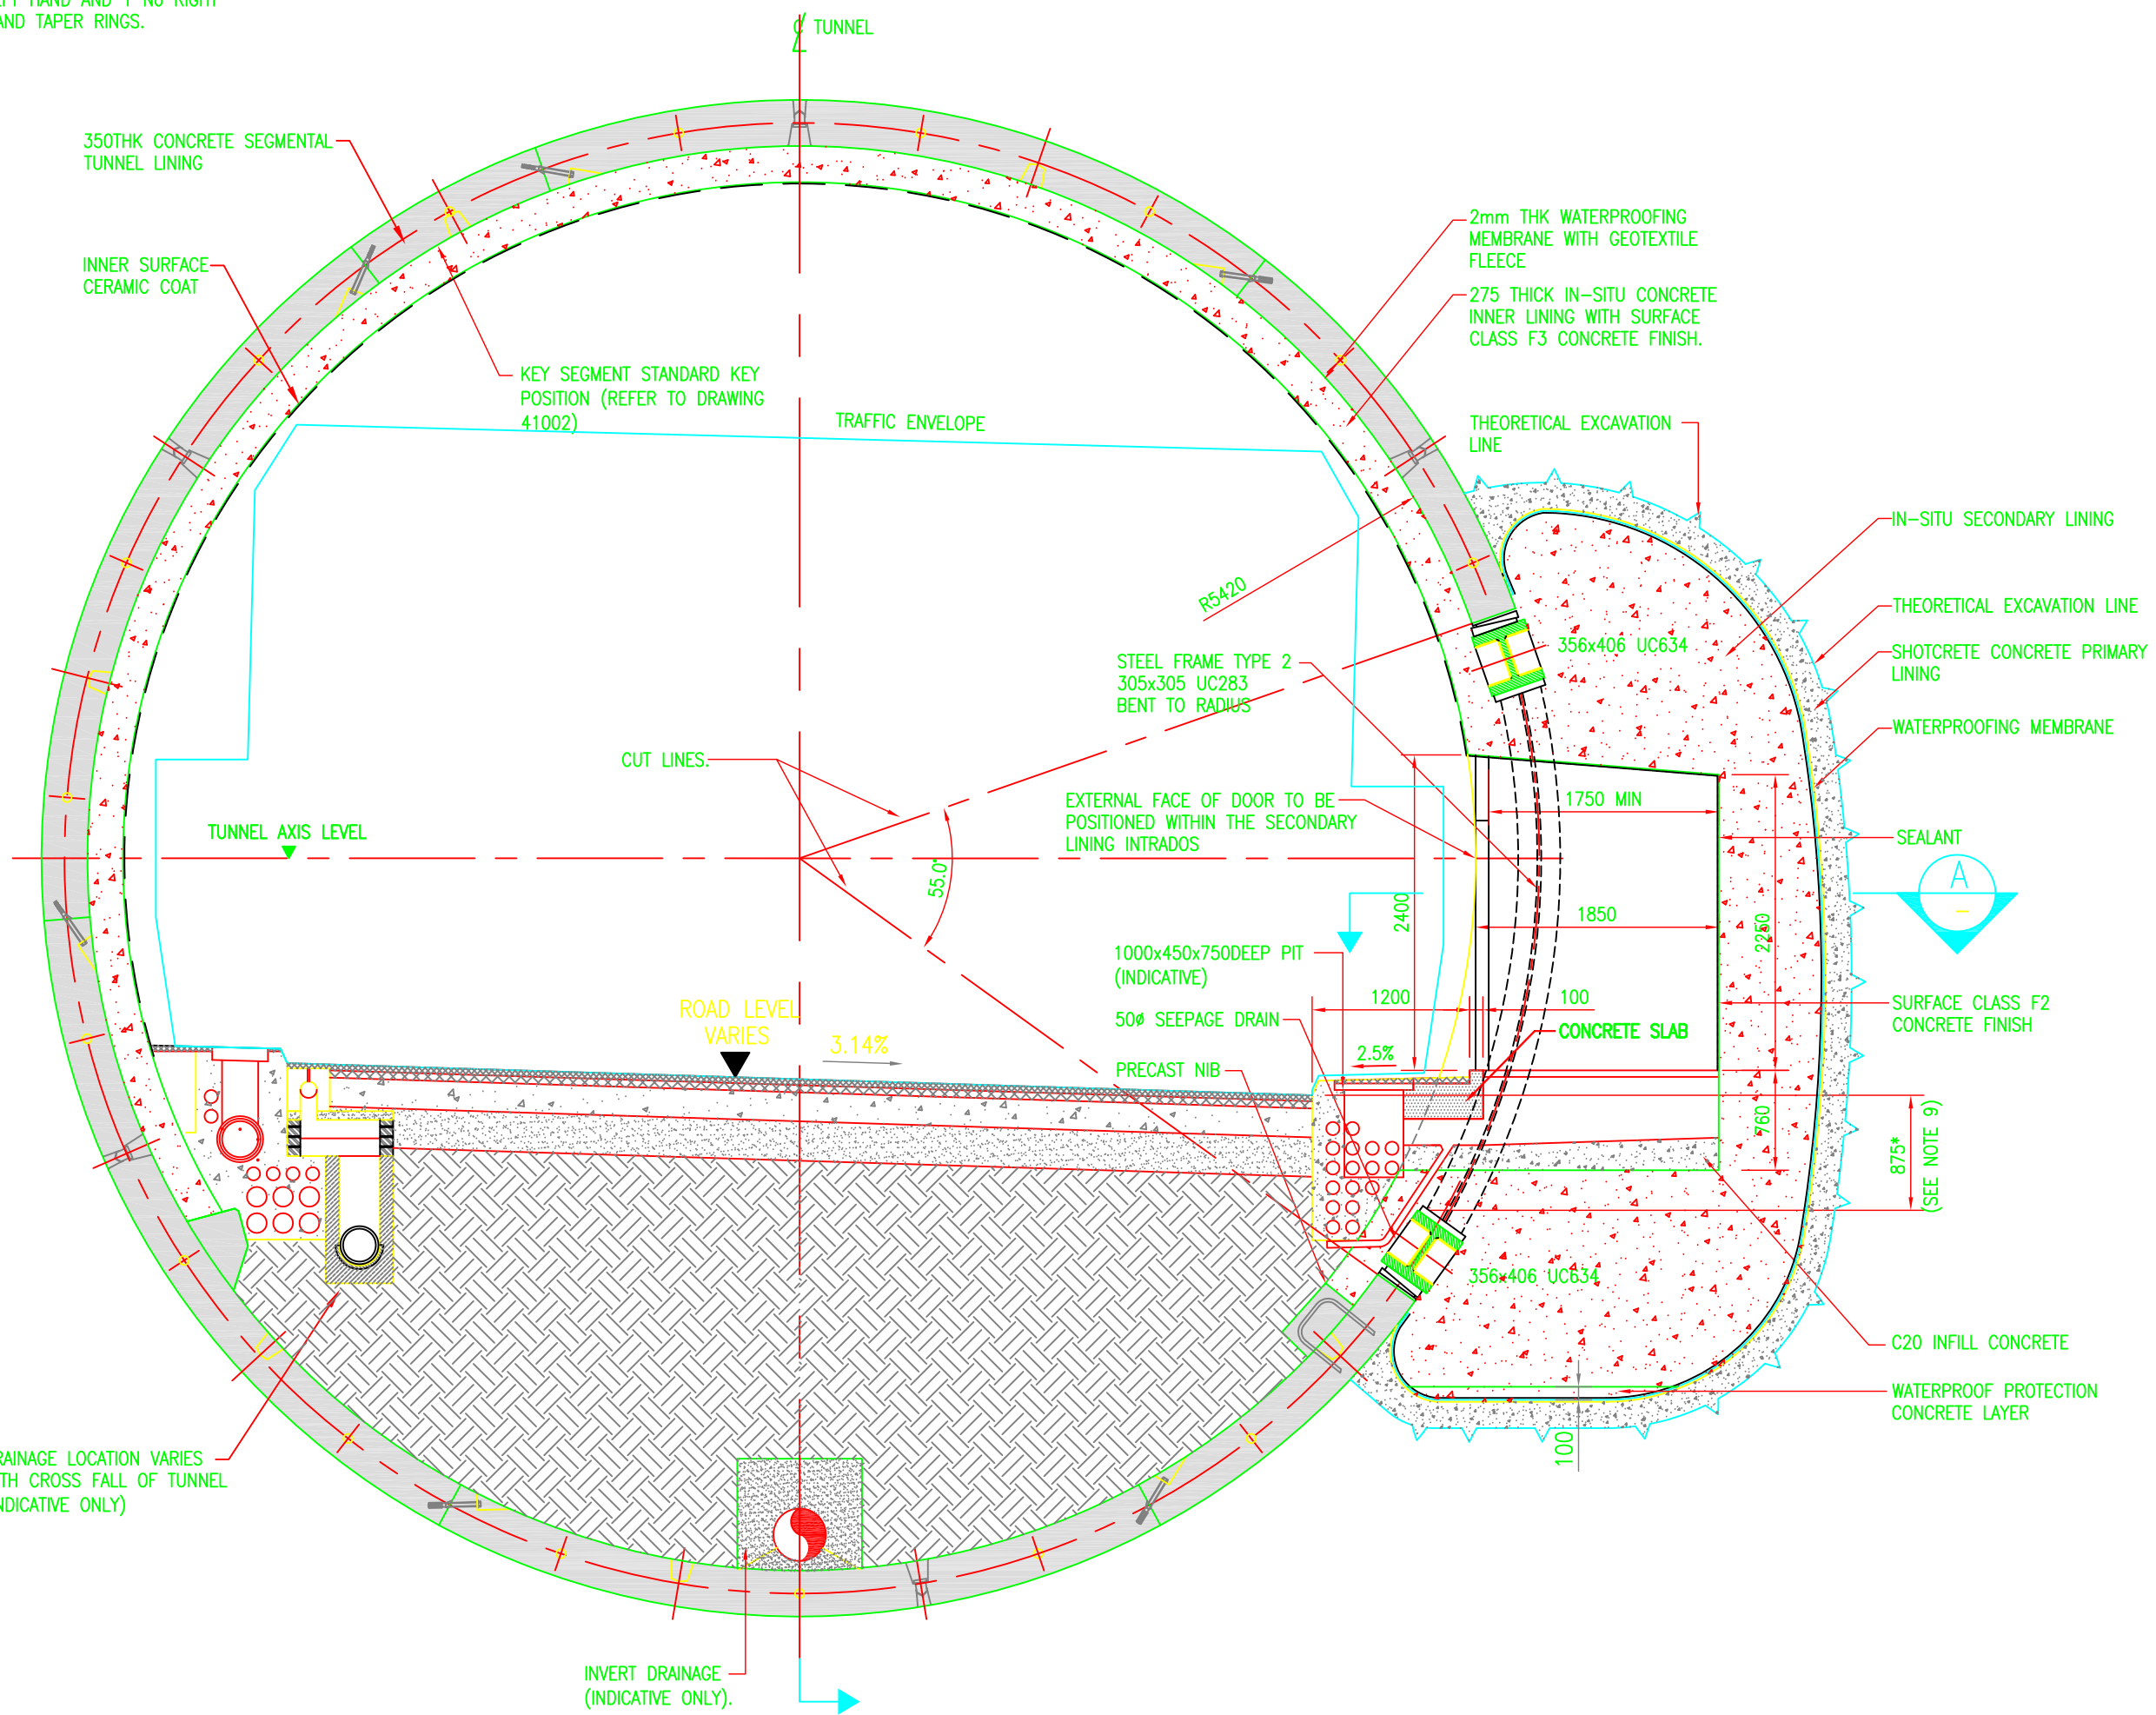 AND TAPER RINGS.
TUNNEL
350THK CONCRETE SEGMENTAL
TUNNEL LINING
INNER SURFACE
CERAMIC COAT
KEY SEGMENT STANDARD KEY
POSITION (REFER TO DRAWING
41002)
TRAFFIC ENVELOPE
2mm THK WATERPROOFING
MEMBRANE WITH GEOTEXTILE
FLEECE
275 THICK IN-SITU CONCRETE
INNER LINING WITH SURFACE
CLASS F3 CONCRETE FINISH.
THEORETICAL EXCAVATION
LINE
IN-SITU SECONDARY LINING
THEORETICAL EXCAVATION LINE
SHOTCRETE CONCRETE PRIMARY
LINING
WATERPROOFING MEMBRANE
R5420
356x406 UC634
STEEL FRAME TYPE 2
305x305 UC283
BENT TO RADIUS
CUT LINES.
EXTERNAL FACE OF DOOR TO BE
POSITIONED WITHIN THE SECONDARY
LINING INTRADOS
1750 MIN
TUNNEL AXIS LEVEL
55.0°
SEALANT
A
-
2400
1850
2250
1000x450x750DEEP PIT
(INDICATIVE)
1200
100
50ø SEEPAGE DRAIN
CONCRETE SLAB
SURFACE CLASS F2
CONCRETE FINISH
ROAD LEVEL
VARIES
3.14%
2.5%
PRECAST NIB
760
875*
(SEE NOTE 9)
356x406 UC634
C20 INFILL CONCRETE
WATERPROOF PROTECTION
CONCRETE LAYER
100
RAINAGE LOCATION VARIES
TH CROSS FALL OF TUNNEL
NDICATIVE ONLY)
INVERT DRAINAGE
(INDICATIVE ONLY).